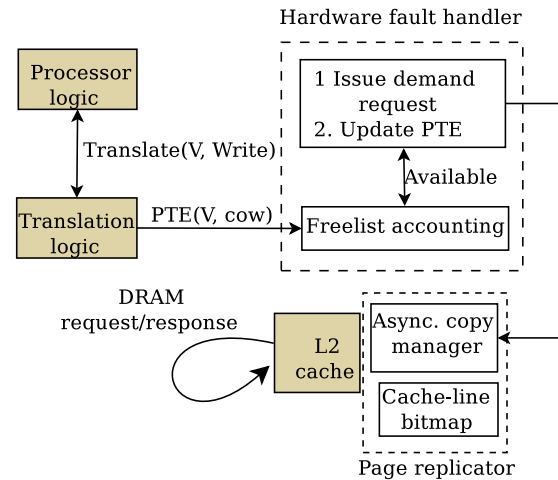 Hardware fault handler
Processor
logic
1 Issue demand
request
2. Update PTE
Translate(V, Write)
Available
Translation
logic
PTE(V, cow)
Freelist accounting
DRAM
request/response
L2
cache
Async. copy
manager
Cache-line
bitmap
Page replicator